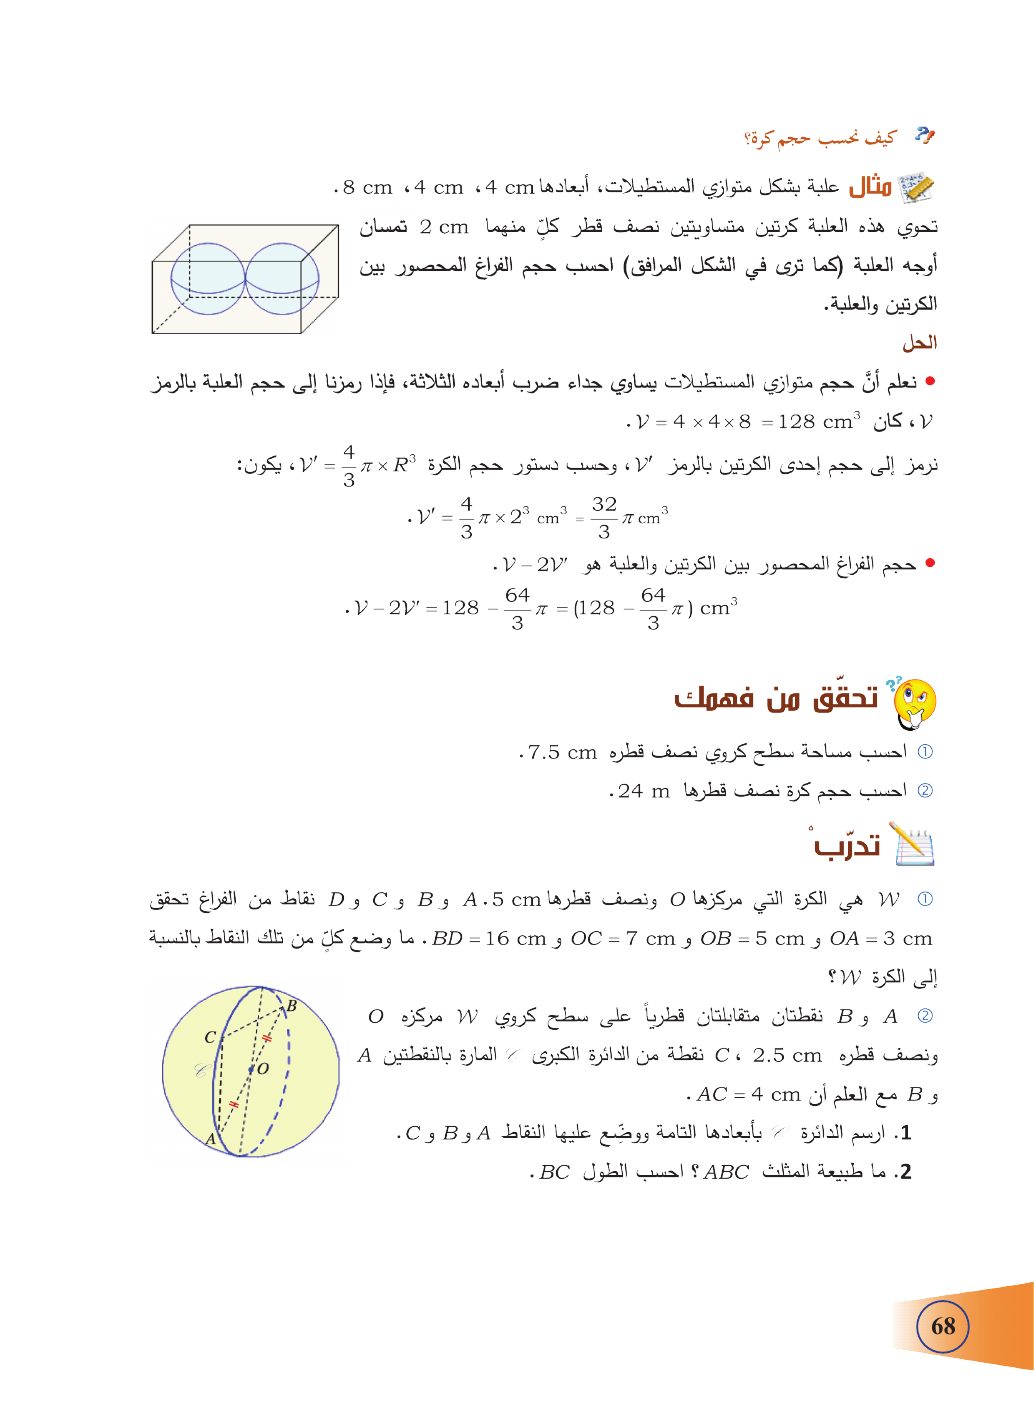 كيف نحسب حجم كرة؟
مثال علبة بشكل متوازي المستطيلات، أبعادها 4 cm، 4 cm، 8 cm.
تحوي هذه العلبة كرتين متساويتين نصف قطر كلٍّ منهما 2 cm تمسان
أوجه العلبة (كما ترى في الشكل المرافق) احسب حجم الفراغ المحصور بين
الكرتين والعلبة.
الحل
• نعلم أنَّ حجم متوازي المستطيلات يساوي جداء ضرب أبعاده الثلاثة، فإذا رمزنا إلى حجم العلبة بالرمز
𝒱، كان 𝒱 = 4 × 4 × 8 = 128 cm³.
نرمز إلى حجم إحدى الكرتين بالرمز 𝒱′، وحسب دستور حجم الكرة 𝒱′ = 4/3 π × R³، يكون:
𝒱′ = 4/3 π × 2³ cm³ = 32/3 π cm³.
• حجم الفراغ المحصور بين الكرتين والعلبة هو 𝒱 − 2𝒱′.
𝒱 − 2𝒱′ = 128 − 64/3 π = (128 − 64/3 π) cm³.
تحقّق من فهمك
① احسب مساحة سطح كروي نصف قطره 7.5 cm.
② احسب حجم كرة نصف قطرها 24 m.
تدرّبْ
① 𝒲 هي الكرة التي مركزها O ونصف قطرها 5 cm. A و B و C و D نقاط من الفراغ تحقق
OA = 3 cm و OB = 5 cm و OC = 7 cm و BD = 16 cm. ما وضع كلٍّ من تلك النقاط بالنسبة
إلى الكرة 𝒲؟
② A و B نقطتان متقابلتان قطرياً على سطح كروي 𝒲 مركزه O
ونصف قطره 2.5 cm، C نقطة من الدائرة الكبرى 𝒞 المارة بالنقطتين A
و B مع العلم أن AC = 4 cm.
1. ارسم الدائرة 𝒞 بأبعادها التامة ووضّع عليها النقاط A و B و C.
2. ما طبيعة المثلث ABC؟ احسب الطول BC.
B
C
𝒞
O
A
68